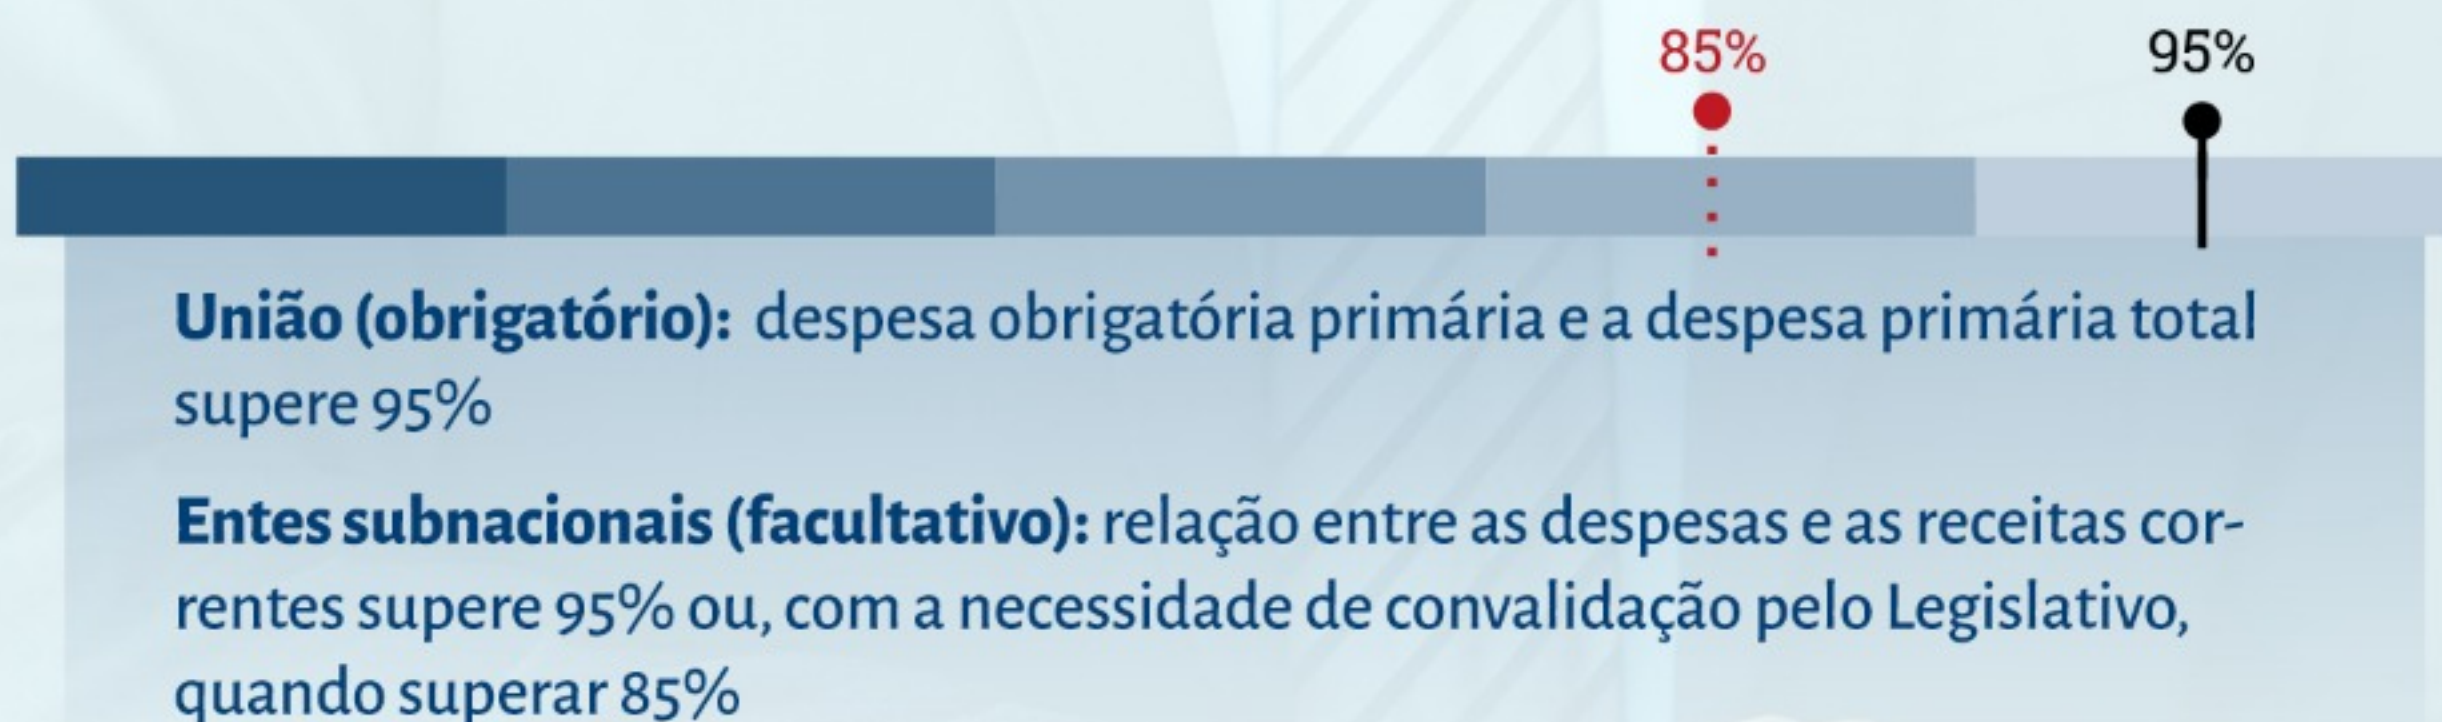 85%
95%
União (obrigatório): despesa obrigatória primária e a despesa primária total
supere 95%
Entes subnacionais (facultativo): relação entre as despesas e as receitas cor-
rentes supere 95% ou, com a necessidade de convalidação pelo Legislativo,
quando superar 85%